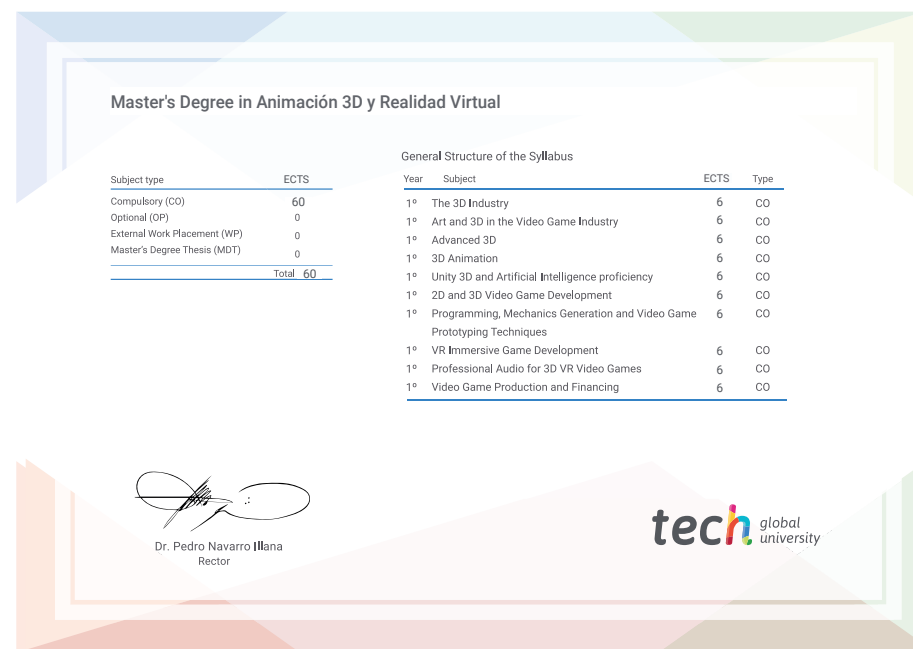 Master's Degree in Animación 3D y Realidad Virtual
General Structure of the Syllabus
Subject type ECTS
Compulsory (CO) 60
Optional (OP) 0
External Work Placement (WP) 0
Master's Degree Thesis (MDT) 0
Total 60
Year Subject ECTS Type
1º The 3D Industry 6 CO
1º Art and 3D in the Video Game Industry 6 CO
1º Advanced 3D 6 CO
1º 3D Animation 6 CO
1º Unity 3D and Artificial Intelligence proficiency 6 CO
1º 2D and 3D Video Game Development 6 CO
1º Programming, Mechanics Generation and Video Game 6 CO
Prototyping Techniques
1º VR Immersive Game Development 6 CO
1º Professional Audio for 3D VR Video Games 6 CO
1º Video Game Production and Financing 6 CO
Dr. Pedro Navarro Illana
Rector
tech global
university